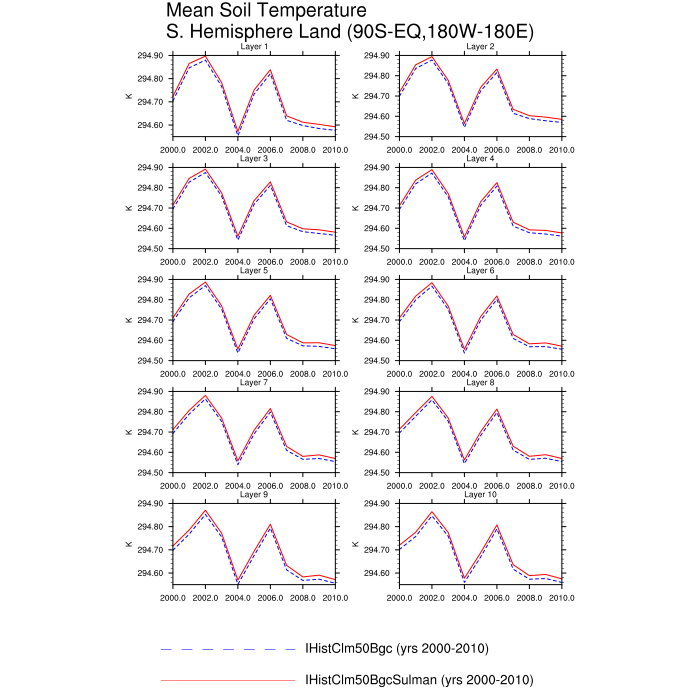 Mean Soil Temperature
S. Hemisphere Land (90S-EQ,180W-180E)
Layer 1
294.90
294.80
294.70
294.60
K
2000.0 2002.0 2004.0 2006.0 2008.0 2010.0
Layer 2
294.90
294.80
294.70
294.60
294.50
K
2000.0 2002.0 2004.0 2006.0 2008.0 2010.0
Layer 3
294.90
294.80
294.70
294.60
294.50
K
2000.0 2002.0 2004.0 2006.0 2008.0 2010.0
Layer 4
294.90
294.80
294.70
294.60
294.50
K
2000.0 2002.0 2004.0 2006.0 2008.0 2010.0
Layer 5
294.90
294.80
294.70
294.60
294.50
K
2000.0 2002.0 2004.0 2006.0 2008.0 2010.0
Layer 6
294.90
294.80
294.70
294.60
294.50
K
2000.0 2002.0 2004.0 2006.0 2008.0 2010.0
Layer 7
294.90
294.80
294.70
294.60
294.50
K
2000.0 2002.0 2004.0 2006.0 2008.0 2010.0
Layer 8
294.90
294.80
294.70
294.60
294.50
K
2000.0 2002.0 2004.0 2006.0 2008.0 2010.0
Layer 9
294.90
294.80
294.70
294.60
K
2000.0 2002.0 2004.0 2006.0 2008.0 2010.0
Layer 10
294.90
294.80
294.70
294.60
K
2000.0 2002.0 2004.0 2006.0 2008.0 2010.0
IHistClm50Bgc (yrs 2000-2010)
IHistClm50BgcSulman (yrs 2000-2010)